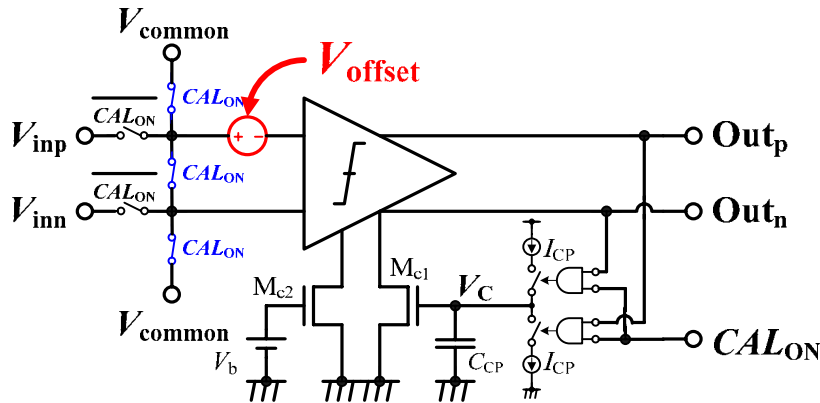 Vcommon
Voffset
CALON
CALON
Vinp
+ −
Outp
CALON
CALON
Vinn
Outn
CALON
ICP
Mc2
Mc1
VC
Vcommon
Vb
CCP
ICP
CALON